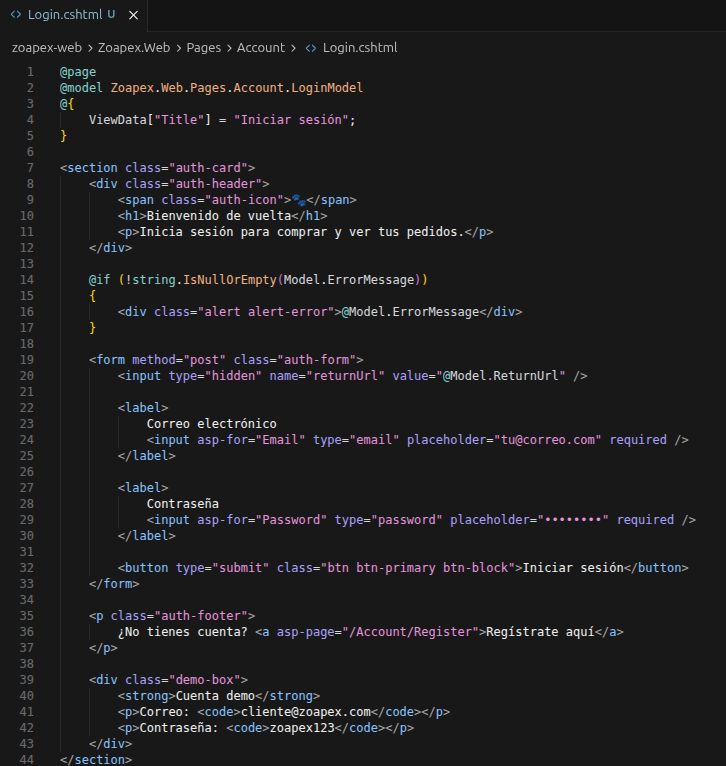 Login.cshtml U
zoapex-web > Zoapex.Web > Pages > Account > Login.cshtml
1 @page
2 @model Zoapex.Web.Pages.Account.LoginModel
3 @{
4     ViewData["Title"] = "Iniciar sesión";
5 }
6
7 <section class="auth-card">
8     <div class="auth-header">
9         <span class="auth-icon">🐾</span>
10         <h1>Bienvenido de vuelta</h1>
11         <p>Inicia sesión para comprar y ver tus pedidos.</p>
12     </div>
13
14     @if (!string.IsNullOrEmpty(Model.ErrorMessage))
15     {
16         <div class="alert alert-error">@Model.ErrorMessage</div>
17     }
18
19     <form method="post" class="auth-form">
20         <input type="hidden" name="returnUrl" value="@Model.ReturnUrl" />
21
22         <label>
23             Correo electrónico
24             <input asp-for="Email" type="email" placeholder="tu@correo.com" required />
25         </label>
26
27         <label>
28             Contraseña
29             <input asp-for="Password" type="password" placeholder="••••••••" required />
30         </label>
31
32         <button type="submit" class="btn btn-primary btn-block">Iniciar sesión</button>
33     </form>
34
35     <p class="auth-footer">
36         ¿No tienes cuenta? <a asp-page="/Account/Register">Regístrate aquí</a>
37     </p>
38
39     <div class="demo-box">
40         <strong>Cuenta demo</strong>
41         <p>Correo: <code>cliente@zoapex.com</code></p>
42         <p>Contraseña: <code>zoapex123</code></p>
43     </div>
44 </section>